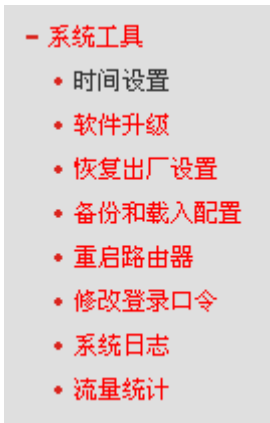 系统工具
时间设置
软件升级
恢复出厂设置
备份和载入配置
重启路由器
修改登录口令
系统日志
流量统计